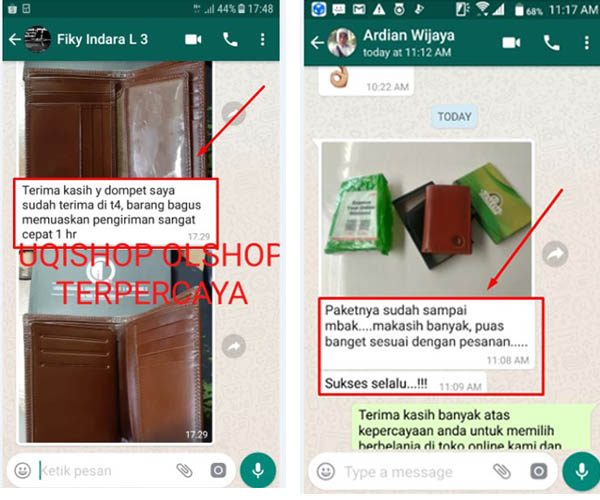 44% 17:48
Fiky Indara L 3
Terima kasih y dompet saya
sudah terima di t4, barang bagus
memuaskan pengiriman sangat
cepat 1 hr
17.29
UQISHOP OLSHOP
TERPERCAYA
17.29
Ketik pesan
68% 11:17 AM
Ardian Wijaya
today at 11:12 AM
10:22 AM
TODAY
Paketnya sudah sampai
mbak....makasih banyak, puas
banget sesuai dengan pesanan.....
11:08 AM
Sukses selalu...!!!
11:09 AM
Terima kasih banyak atas
kepercayaan anda untuk memilih
berbelanja di toko online kami dan
Type a message